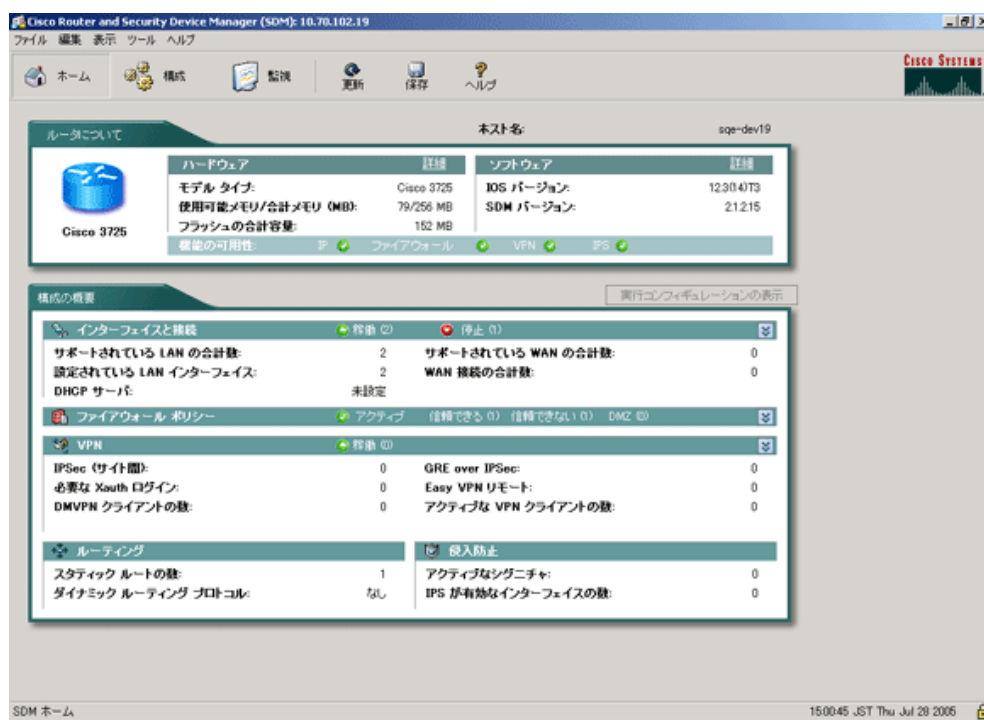 Cisco Router and Security Device Manager (SDM): 10.70.102.19
ファイル 編集 表示 ツール ヘルプ
ホーム 構成 監視 更新 保存 ヘルプ
CISCO SYSTEMS
ルータについて
ホスト名: sqe-dev19
ハードウェア 詳細 ソフトウェア 詳細
モデル タイプ: Cisco 3725 IOS バージョン: 12.3(14)T3
使用可能メモリ/合計メモリ (MB): 79/256 MB SDM バージョン: 2.1.2.15
フラッシュの合計容量: 152 MB
Cisco 3725
機能の可用性: IP ファイアウォール VPN IPS
構成の概要 実行コンフィギュレーションの表示
インターフェイスと接続 稼動 (2) 停止 (1)
サポートされている LAN の合計数: 2 サポートされている WAN の合計数: 0
設定されている LAN インターフェイス: 2 WAN 接続の合計数: 0
DHCP サーバ: 未設定
ファイアウォール ポリシー アクティブ 信頼できる (1) 信頼できない (1) DMZ (0)
VPN 稼動 (0)
IPSec (サイト間): 0 GRE over IPSec: 0
必要な Xauth ログイン: 0 Easy VPN リモート: 0
DMVPN クライアントの数: 0 アクティブな VPN クライアントの数: 0
ルーティング 侵入防止
スタティック ルートの数: 1 アクティブなシグニチャ: 0
ダイナミック ルーティング プロトコル: なし IPS が有効なインターフェイスの数: 0
SDM ホーム 15:00:45 JST Thu Jul 28 2005